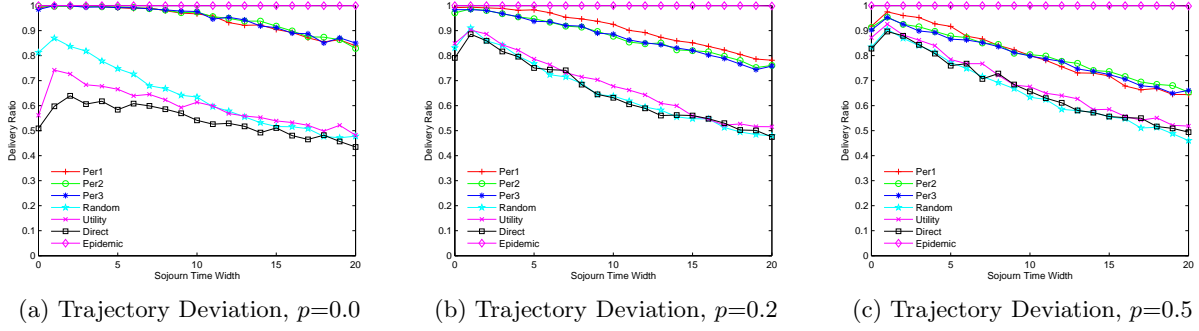 1
0.9
0.8
0.7
0.6
0.5
0.4
0.3
0.2
0.1
0
Delivery Ratio
Per1
Per2
Per3
Random
Utility
Direct
Epidemic
0 5 10 15 20
Sojourn Time Width
(a) Trajectory Deviation, p=0.0
1
0.9
0.8
0.7
0.6
0.5
0.4
0.3
0.2
0.1
0
Delivery Ratio
Per1
Per2
Per3
Random
Utility
Direct
Epidemic
0 5 10 15 20
Sojourn Time Width
(b) Trajectory Deviation, p=0.2
1
0.9
0.8
0.7
0.6
0.5
0.4
0.3
0.2
0.1
0
Delivery Ratio
Per1
Per2
Per3
Random
Utility
Direct
Epidemic
0 5 10 15 20
Sojourn Time Width
(c) Trajectory Deviation, p=0.5